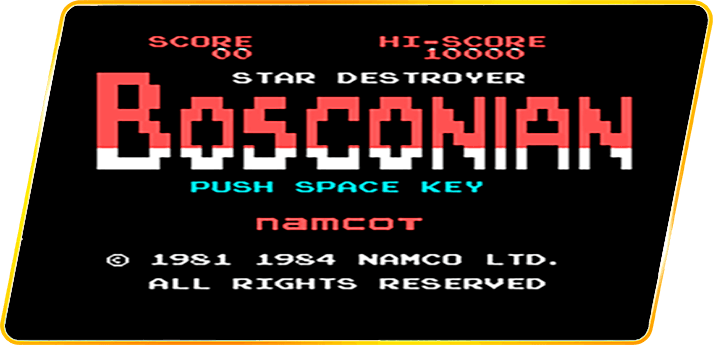 SCORE HI-SCORE
00 10000
STAR DESTROYER
BOSCONIAN
PUSH SPACE KEY
namcot
© 1981 1984 NAMCO LTD.
ALL RIGHTS RESERVED